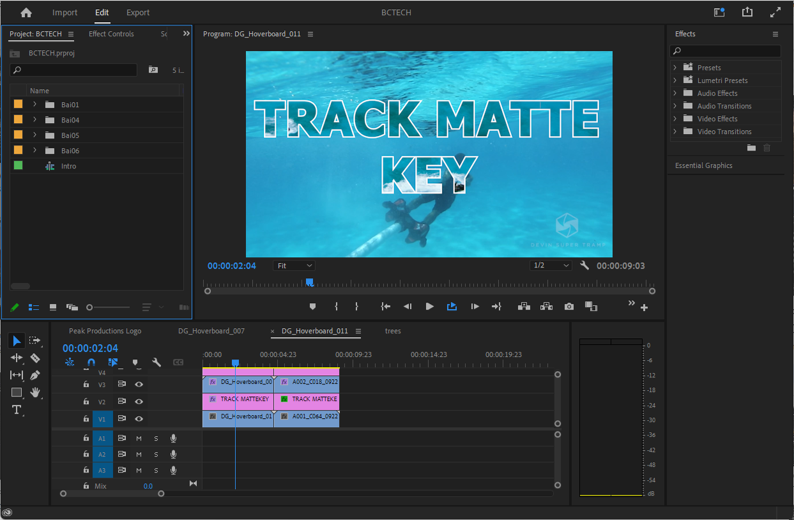 Import Edit Export BCTECH
Project: BCTECH Effect Controls Sc
BCTECH.prproj
5 i...
Name
Bai01
Bai04
Bai05
Bai06
Intro
Program: DG_Hoverboard_011
TRACK MATTE
KEY
00:00:02:04 Fit 1/2 00:00:09:03
Effects
Presets
Lumetri Presets
Audio Effects
Audio Transitions
Video Effects
Video Transitions
Essential Graphics
Peak Productions Logo DG_Hoverboard_007 × DG_Hoverboard_011 trees
00:00:02:04
:00:00 00:00:04:23 00:00:09:23 00:00:14:23 00:00:19:23
V4
V3 DG_Hoverboard_00 A002_C018_0922
V2 TRACK MATTEKEY TRACK MATTEKE
V1 DG_Hoverboard_01 A001_C064_0922
A1 M S
A2 M S
A3 M S
Mix 0.0
0
-6
-12
-18
-24
-30
-36
-42
-48
-54
dB